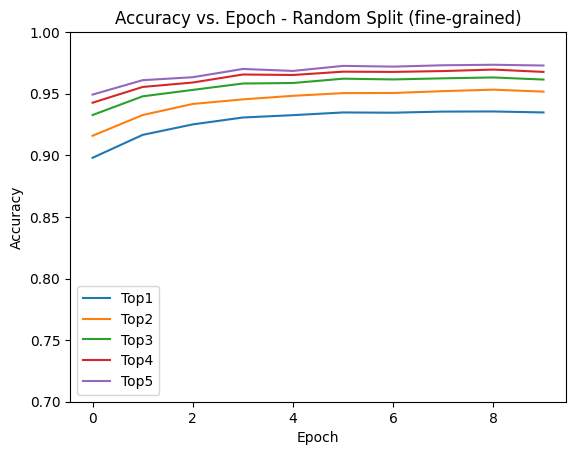 Accuracy vs. Epoch - Random Split (fine-grained)
1.00
0.95
0.90
0.85
0.80
0.75
0.70
Accuracy
Top1
Top2
Top3
Top4
Top5
0 2 4 6 8
Epoch